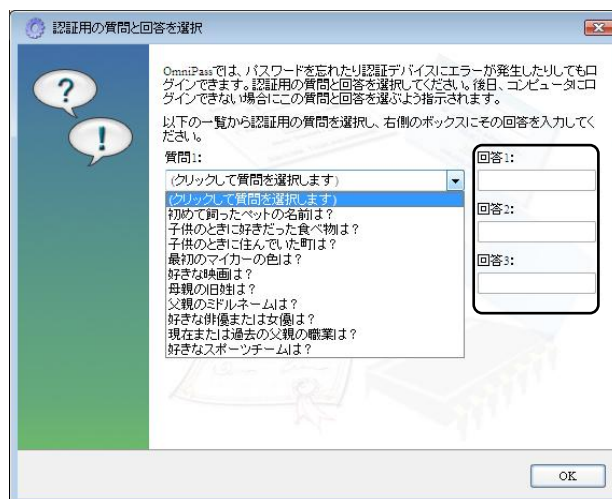 認証用の質問と回答を選択
OmniPassでは、パスワードを忘れたり認証デバイスにエラーが発生したりしてもロ
グインできます。認証用の質問と回答を選択してください。後日、コンピュータにロ
グインできない場合にこの質問と回答を選ぶよう指示されます。
以下の一覧から認証用の質問を選択し、右側のボックスにその回答を入力してく
ださい。
質問1:
(クリックして質問を選択します)
(クリックして質問を選択します)
初めて飼ったペットの名前は？
子供のときに好きだった食べ物は？
子供のときに住んでいた町は？
最初のマイカーの色は？
好きな映画は？
母親の旧姓は？
父親のミドルネームは？
好きな俳優または女優は？
現在または過去の父親の職業は？
好きなスポーツチームは？
回答1:
回答2:
回答3:
OK